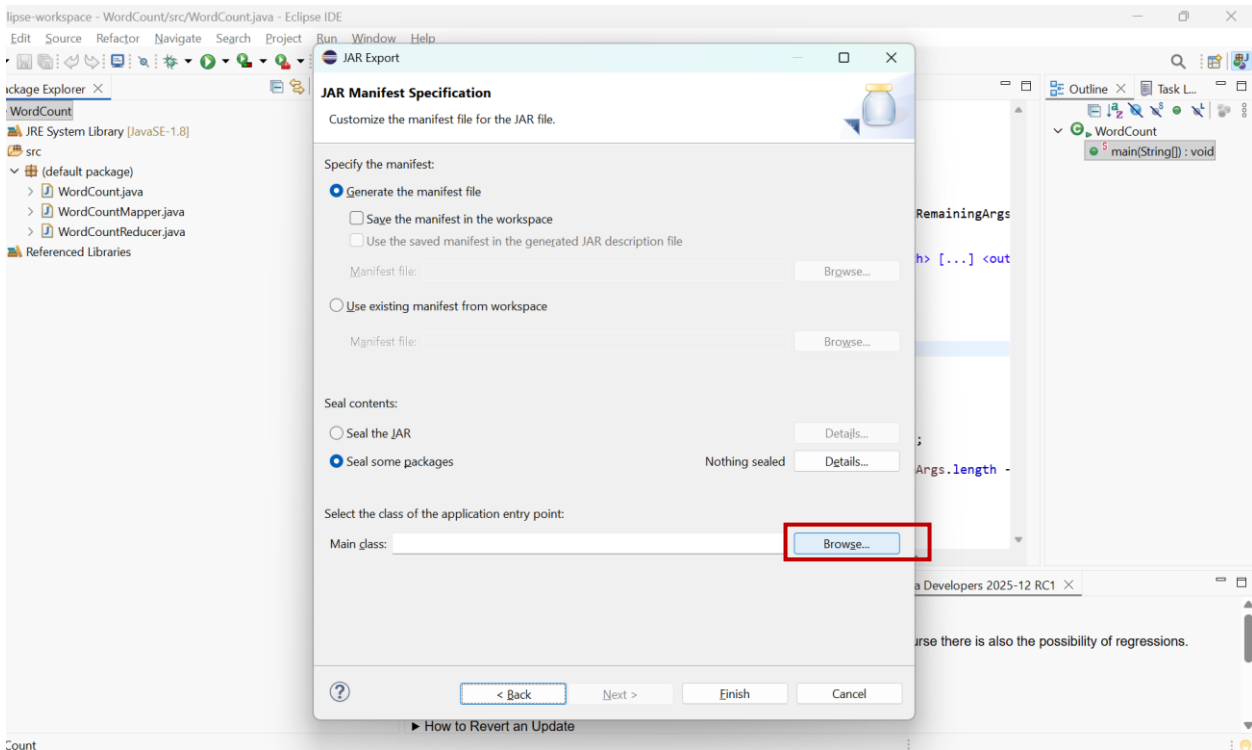 lipse-workspace - WordCount/src/WordCount.java - Eclipse IDE
Edit Source Refactor Navigate Search Project Run Window Help
ackage Explorer
WordCount
JRE System Library [JavaSE-1.8]
src
(default package)
WordCount.java
WordCountMapper.java
WordCountReducer.java
Referenced Libraries
JAR Export
JAR Manifest Specification
Customize the manifest file for the JAR file.
Specify the manifest:
Generate the manifest file
Save the manifest in the workspace
Use the saved manifest in the generated JAR description file
Manifest file: Browse...
Use existing manifest from workspace
Manifest file: Browse...
Seal contents:
Seal the JAR Details...
Seal some packages Nothing sealed Details...
Select the class of the application entry point:
Main class: Browse...
< Back Next > Finish Cancel
RemainingArgs
h> [...] <out
;
Args.length -
Outline Task L...
WordCount
main(String[]) : void
a Developers 2025-12 RC1
urse there is also the possibility of regressions.
How to Revert an Update
Count